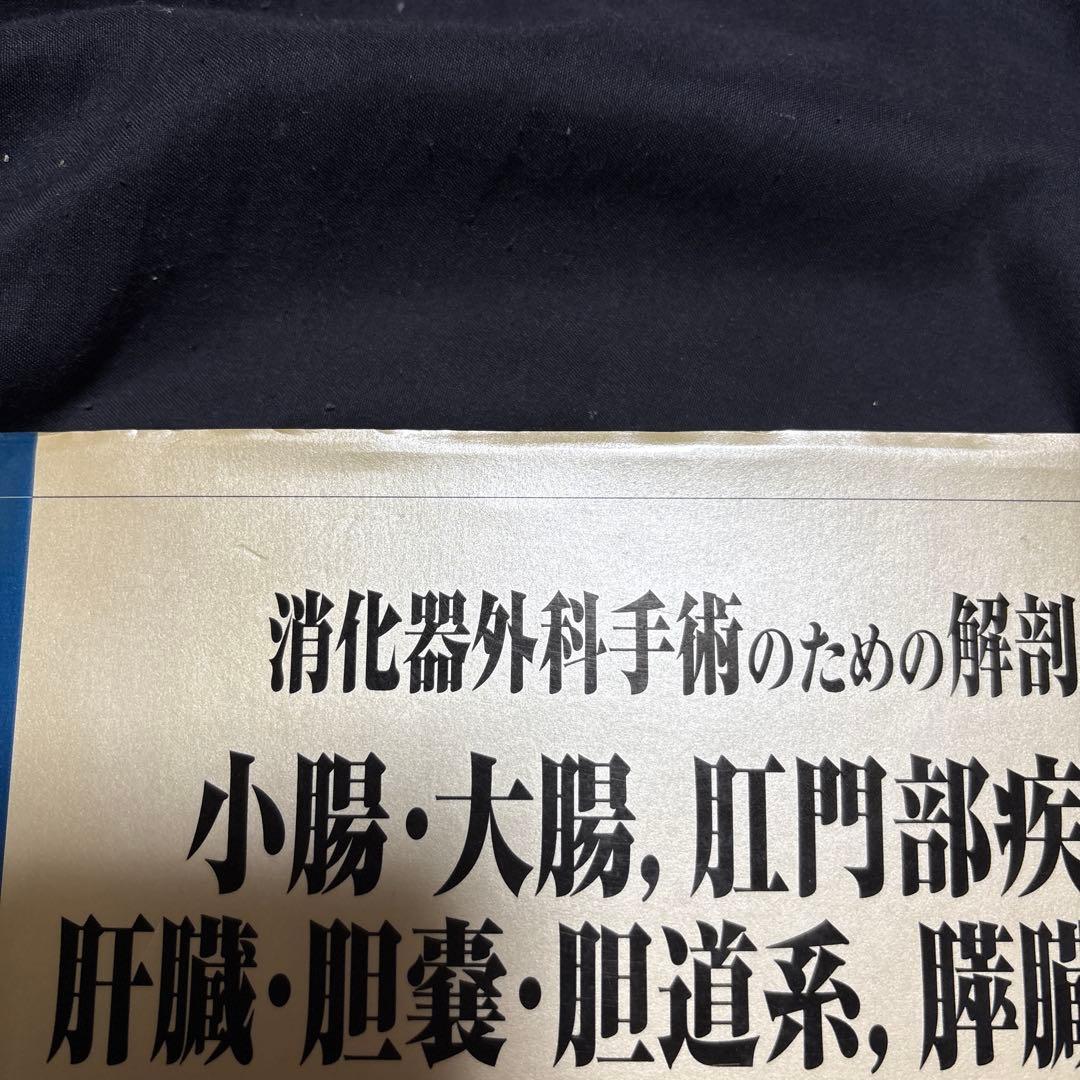 消化器外科手術のための解剖
小腸・大腸,肛門部疾
肝臓・胆嚢・胆道系,膵臓